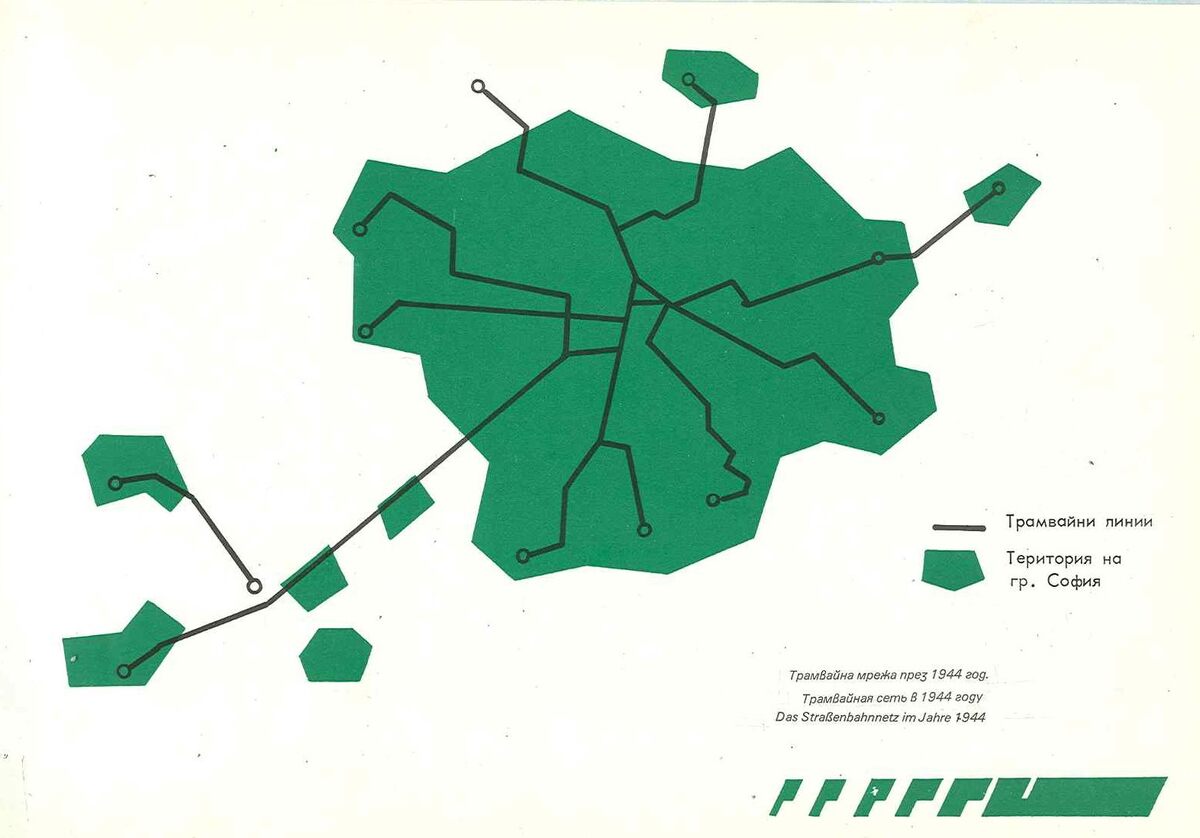 Трамвайни линии
Територия на
гр. София
Трамвайна мрежа през 1944 год.
Трамвайная сеть в 1944 году
Das Straßenbahnnetz im Jahre 1944